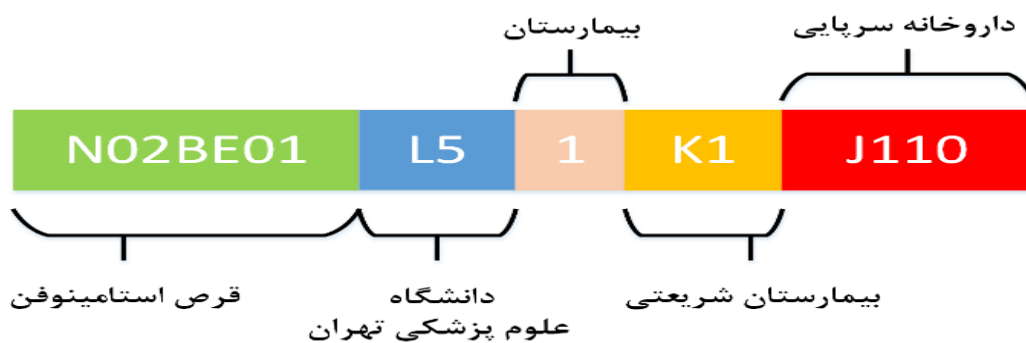 بیمارستان
داروخانه سرپایی
N02BE01 L5 1 K1 J110
قرص استامینوفن
دانشگاه
علوم پزشکی تهران
بیمارستان شریعتی